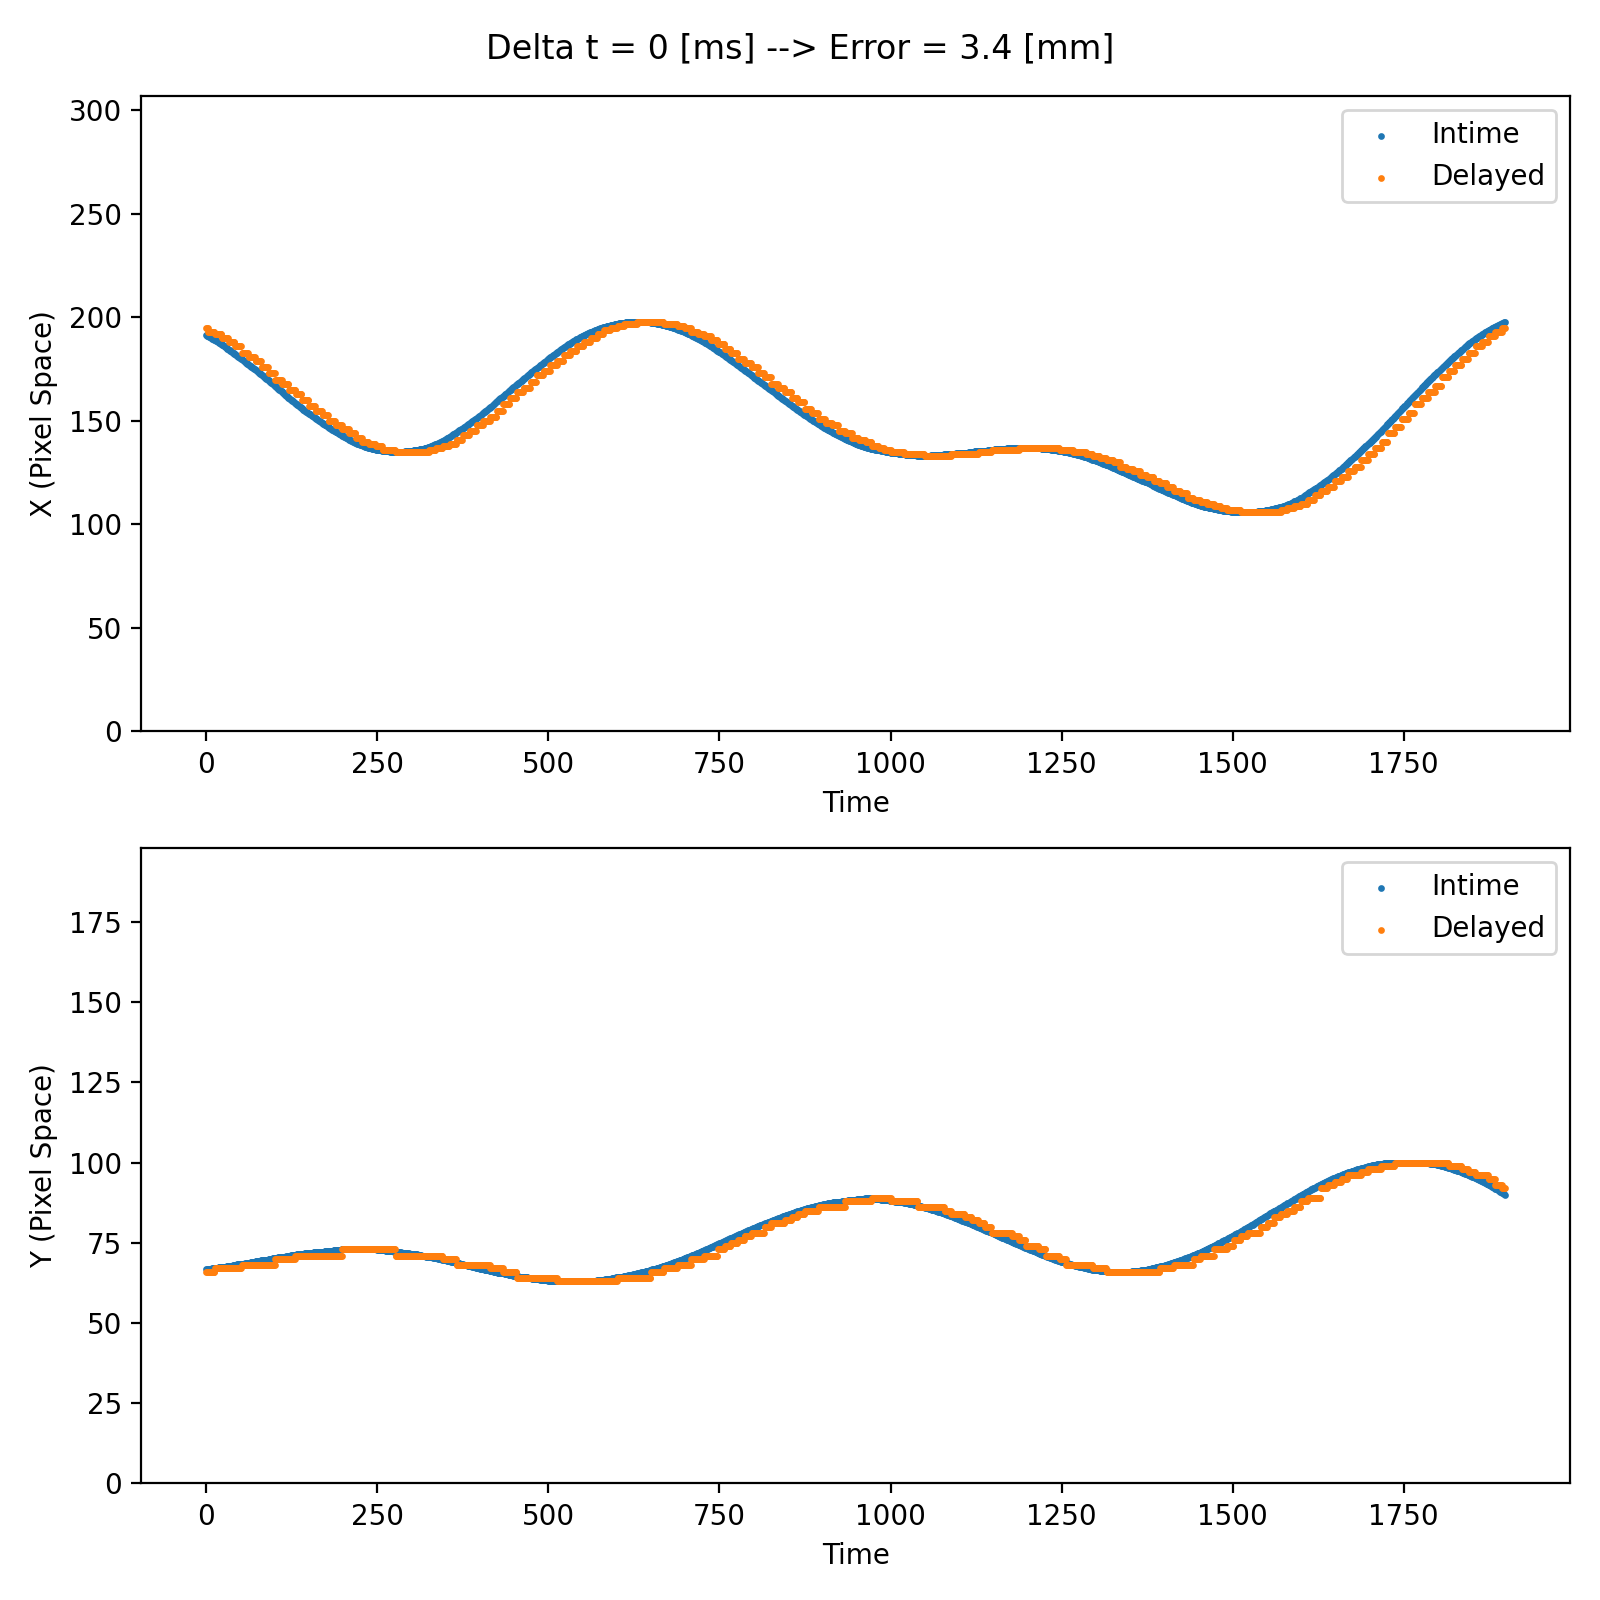 Delta t = 0 [ms] --> Error = 3.4 [mm]
300
250
200
150
100
50
0
X (Pixel Space)
Intime
Delayed
0 250 500 750 1000 1250 1500 1750
Time
175
150
125
100
75
50
25
0
Y (Pixel Space)
Intime
Delayed
0 250 500 750 1000 1250 1500 1750
Time